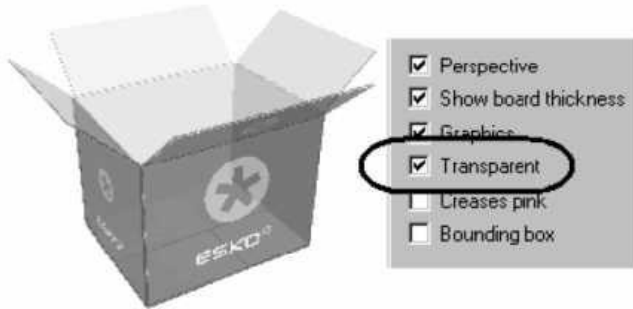 Perspective
Show board thickness
Graphics
Transparent
Creases pink
Bounding box
ESKO